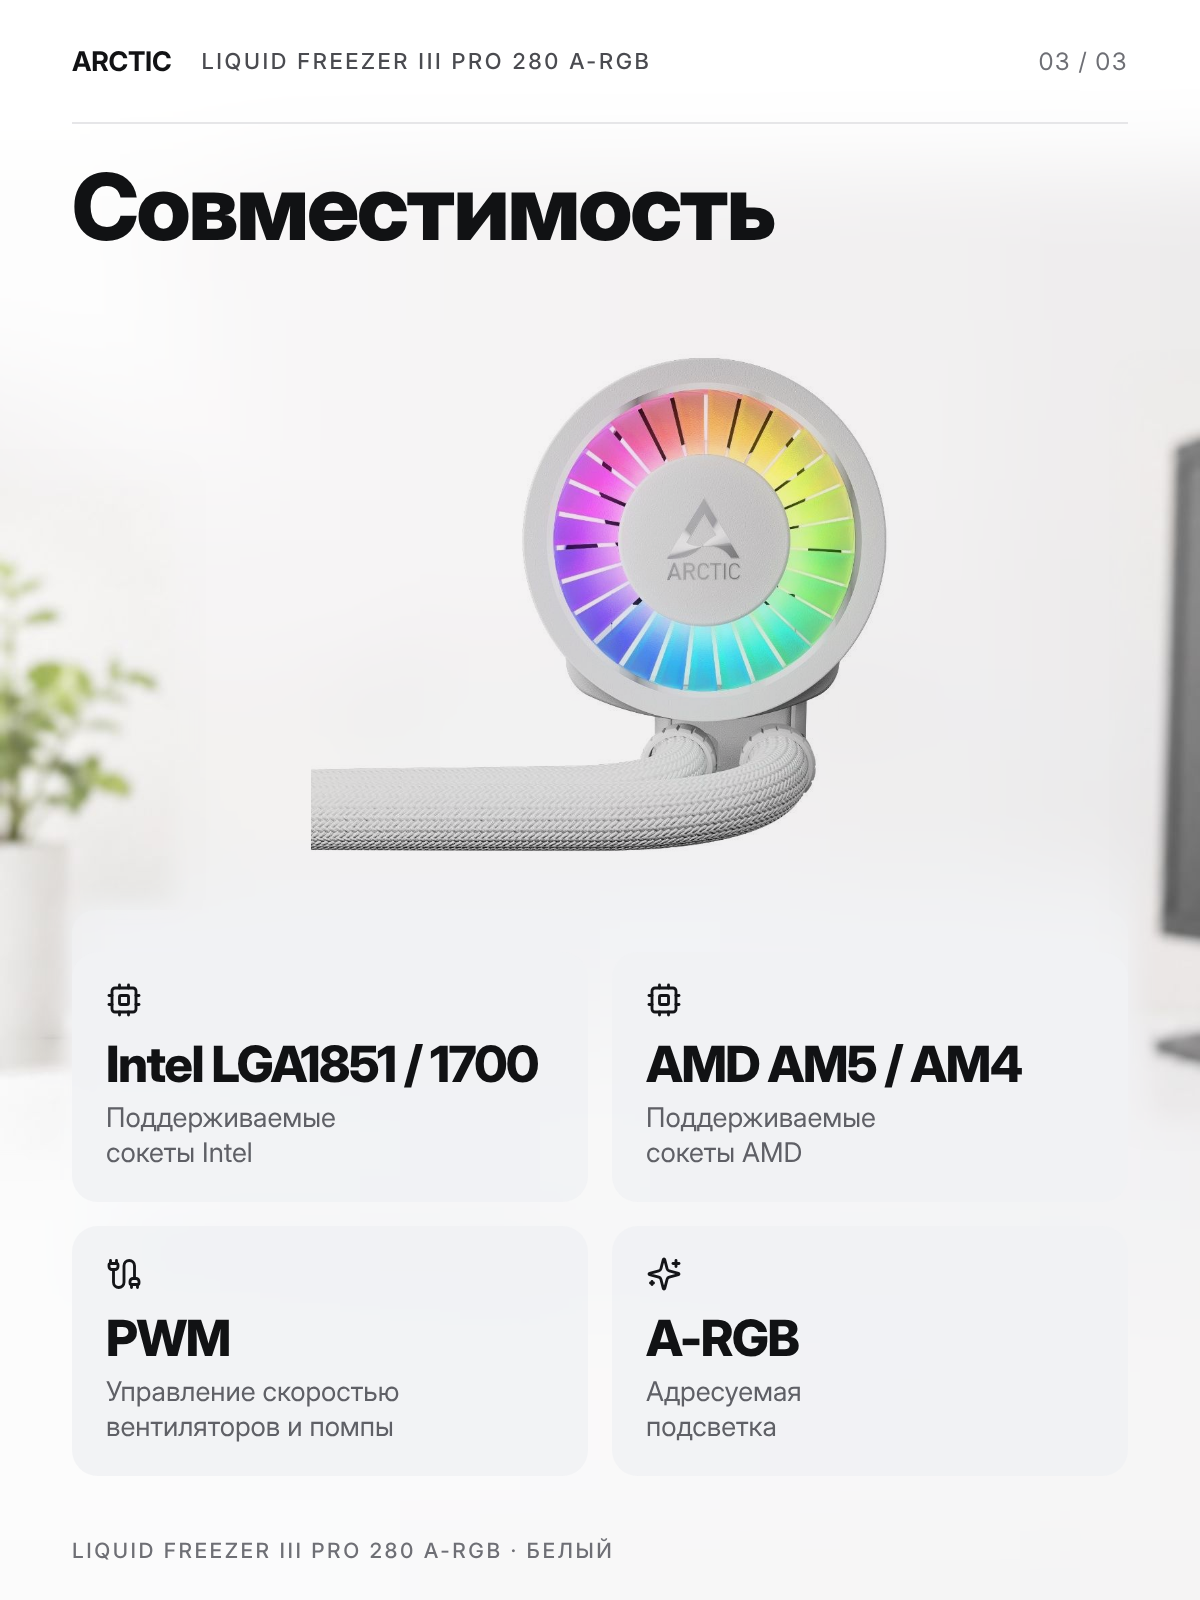 ARCTIC LIQUID FREEZER III PRO 280 A-RGB 03 / 03
Совместимость
ARCTIC
Intel LGA1851 / 1700
Поддерживаемые
сокеты Intel
AMD AM5 / AM4
Поддерживаемые
сокеты AMD
PWM
Управление скоростью
вентиляторов и помпы
A-RGB
Адресуемая
подсветка
LIQUID FREEZER III PRO 280 A-RGB · БЕЛЫЙ